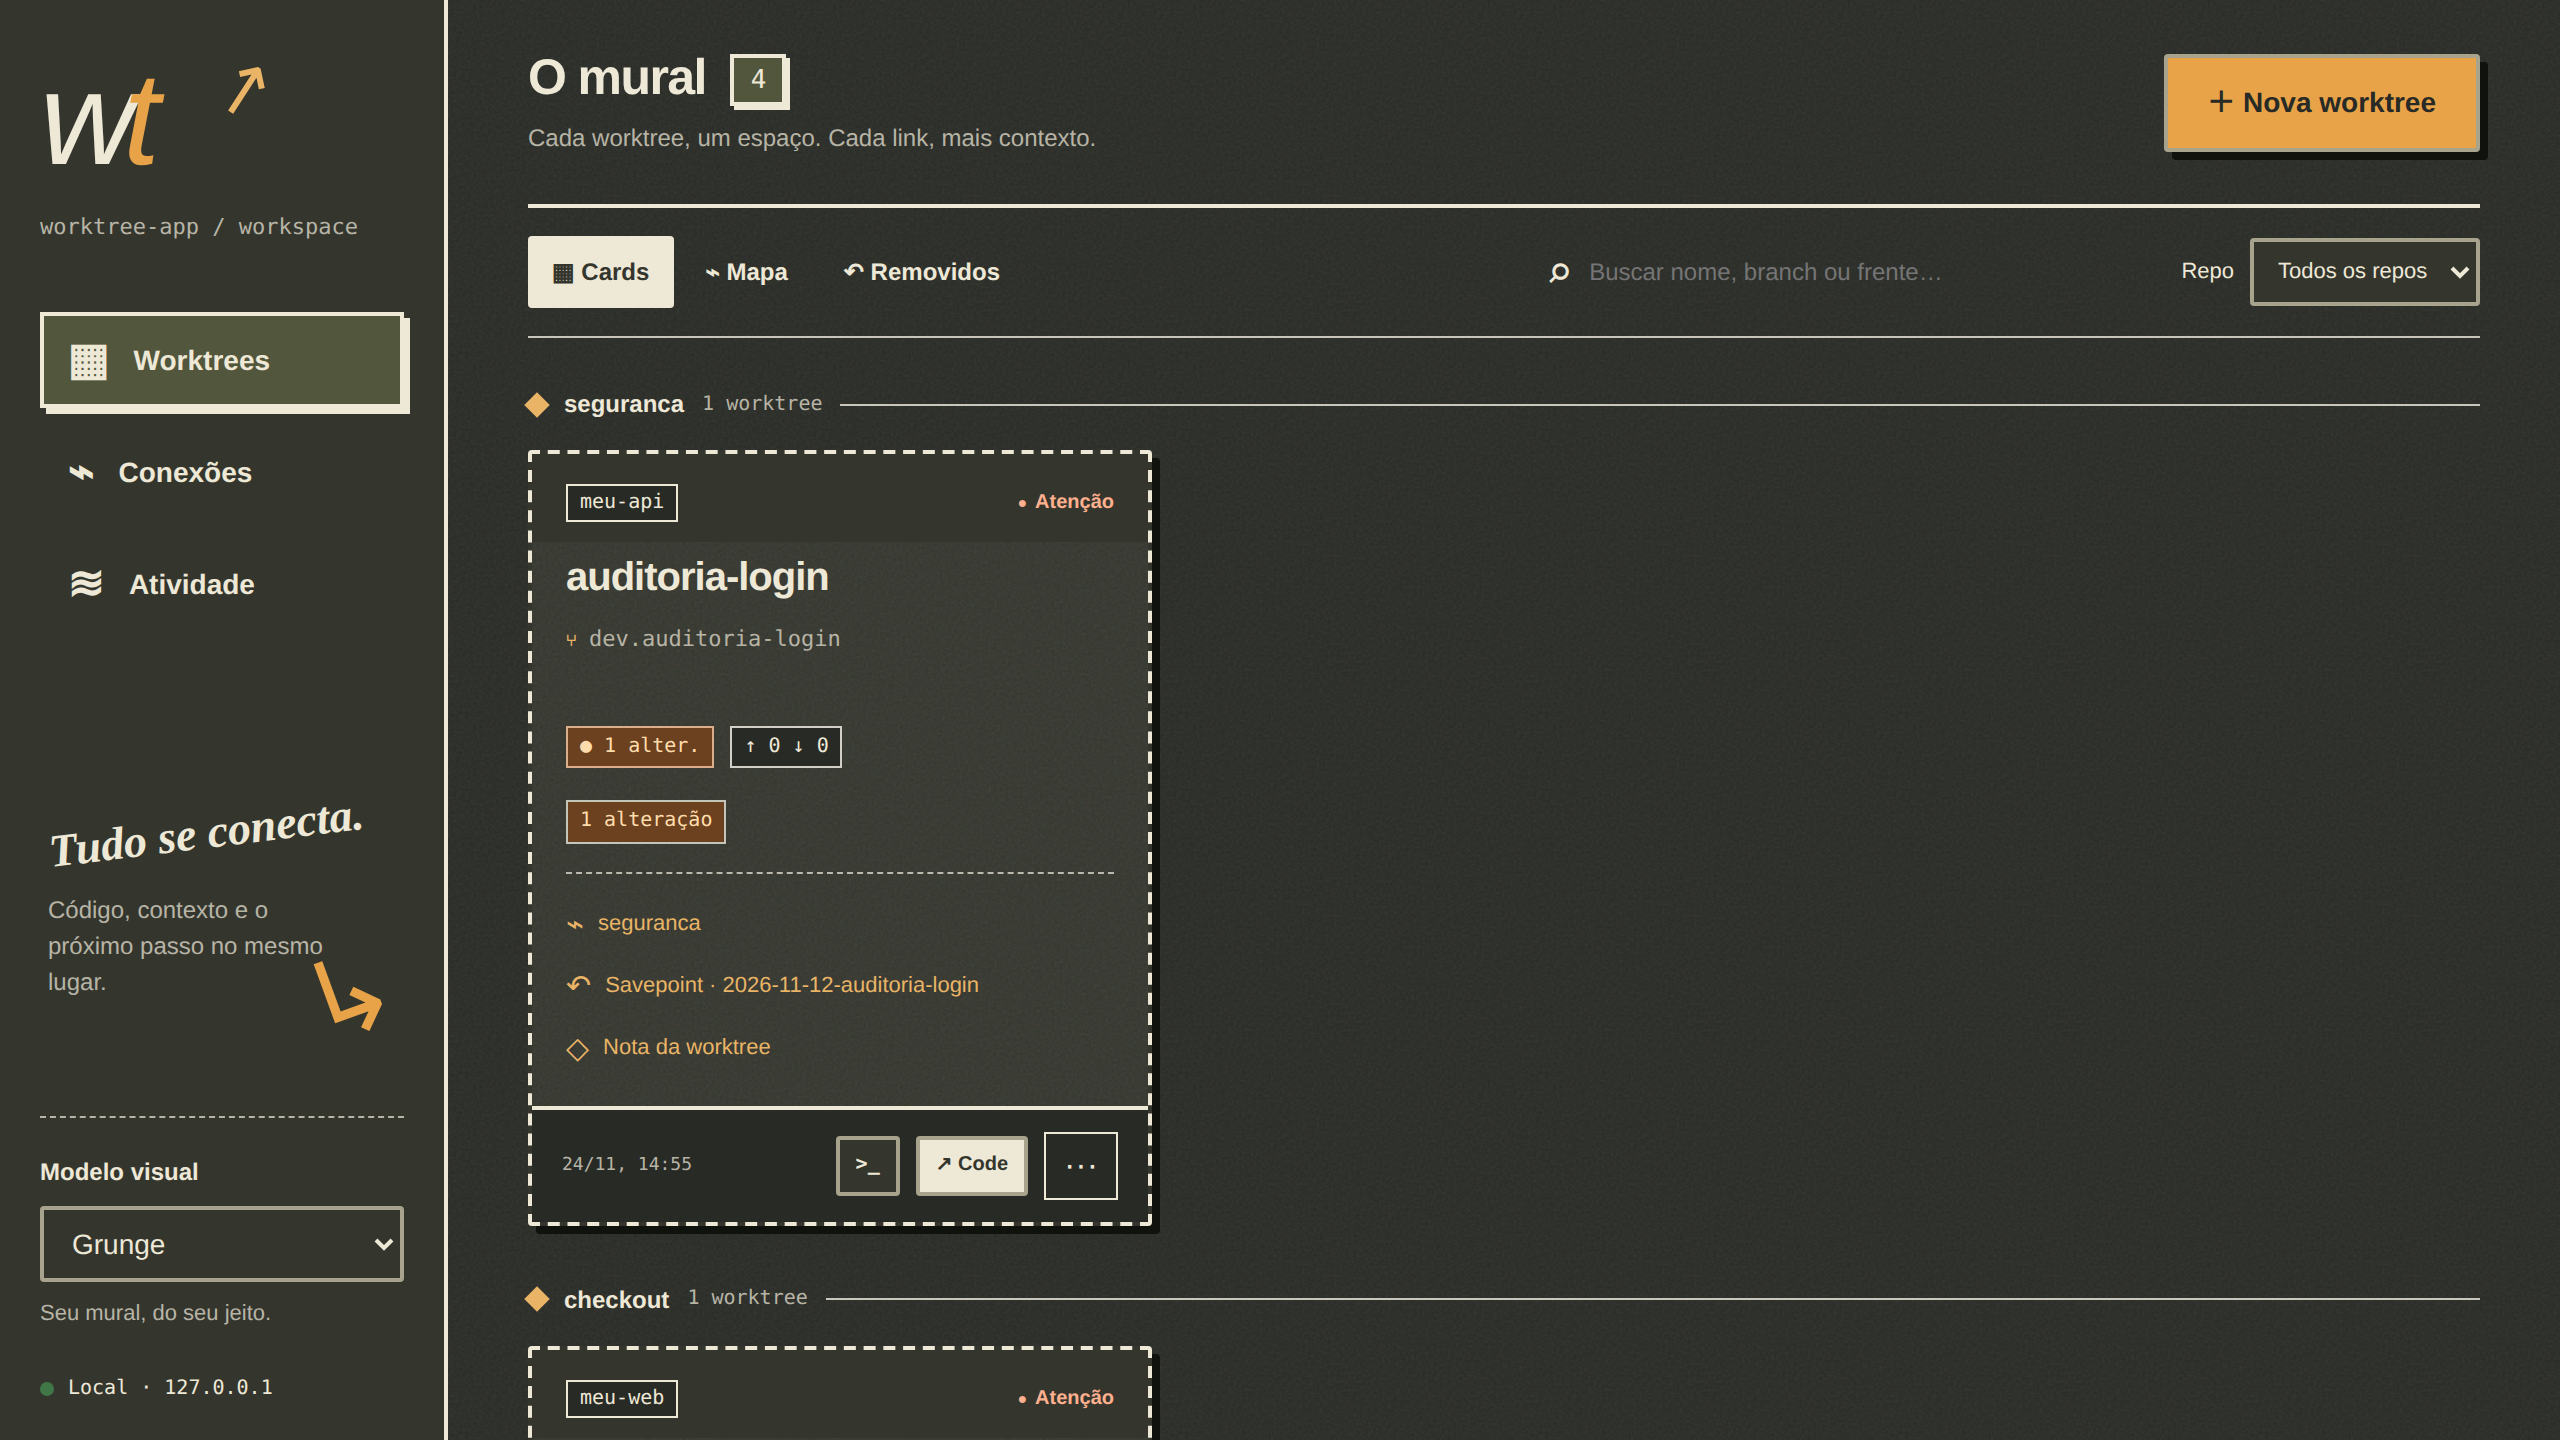 wt ↗
worktree-app / workspace
▦ Worktrees
⌁ Conexões
≋ Atividade
Tudo se conecta.
Código, contexto e o
próximo passo no mesmo
lugar.
↳
Modelo visual
Grunge
Seu mural, do seu jeito.
Local · 127.0.0.1
O mural 4
Cada worktree, um espaço. Cada link, mais contexto.
+ Nova worktree
▦ Cards
⌁ Mapa
↶ Removidos
⌕ Buscar nome, branch ou frente…
Repo
Todos os repos
◆ seguranca 1 worktree
meu-api
● Atenção
auditoria-login
⑂ dev.auditoria-login
● 1 alter.
↑ 0 ↓ 0
1 alteração
⌁ seguranca
↶ Savepoint · 2026-11-12-auditoria-login
◇ Nota da worktree
24/11, 14:55
>_
↗ Code
···
◆ checkout 1 worktree
meu-web
● Atenção